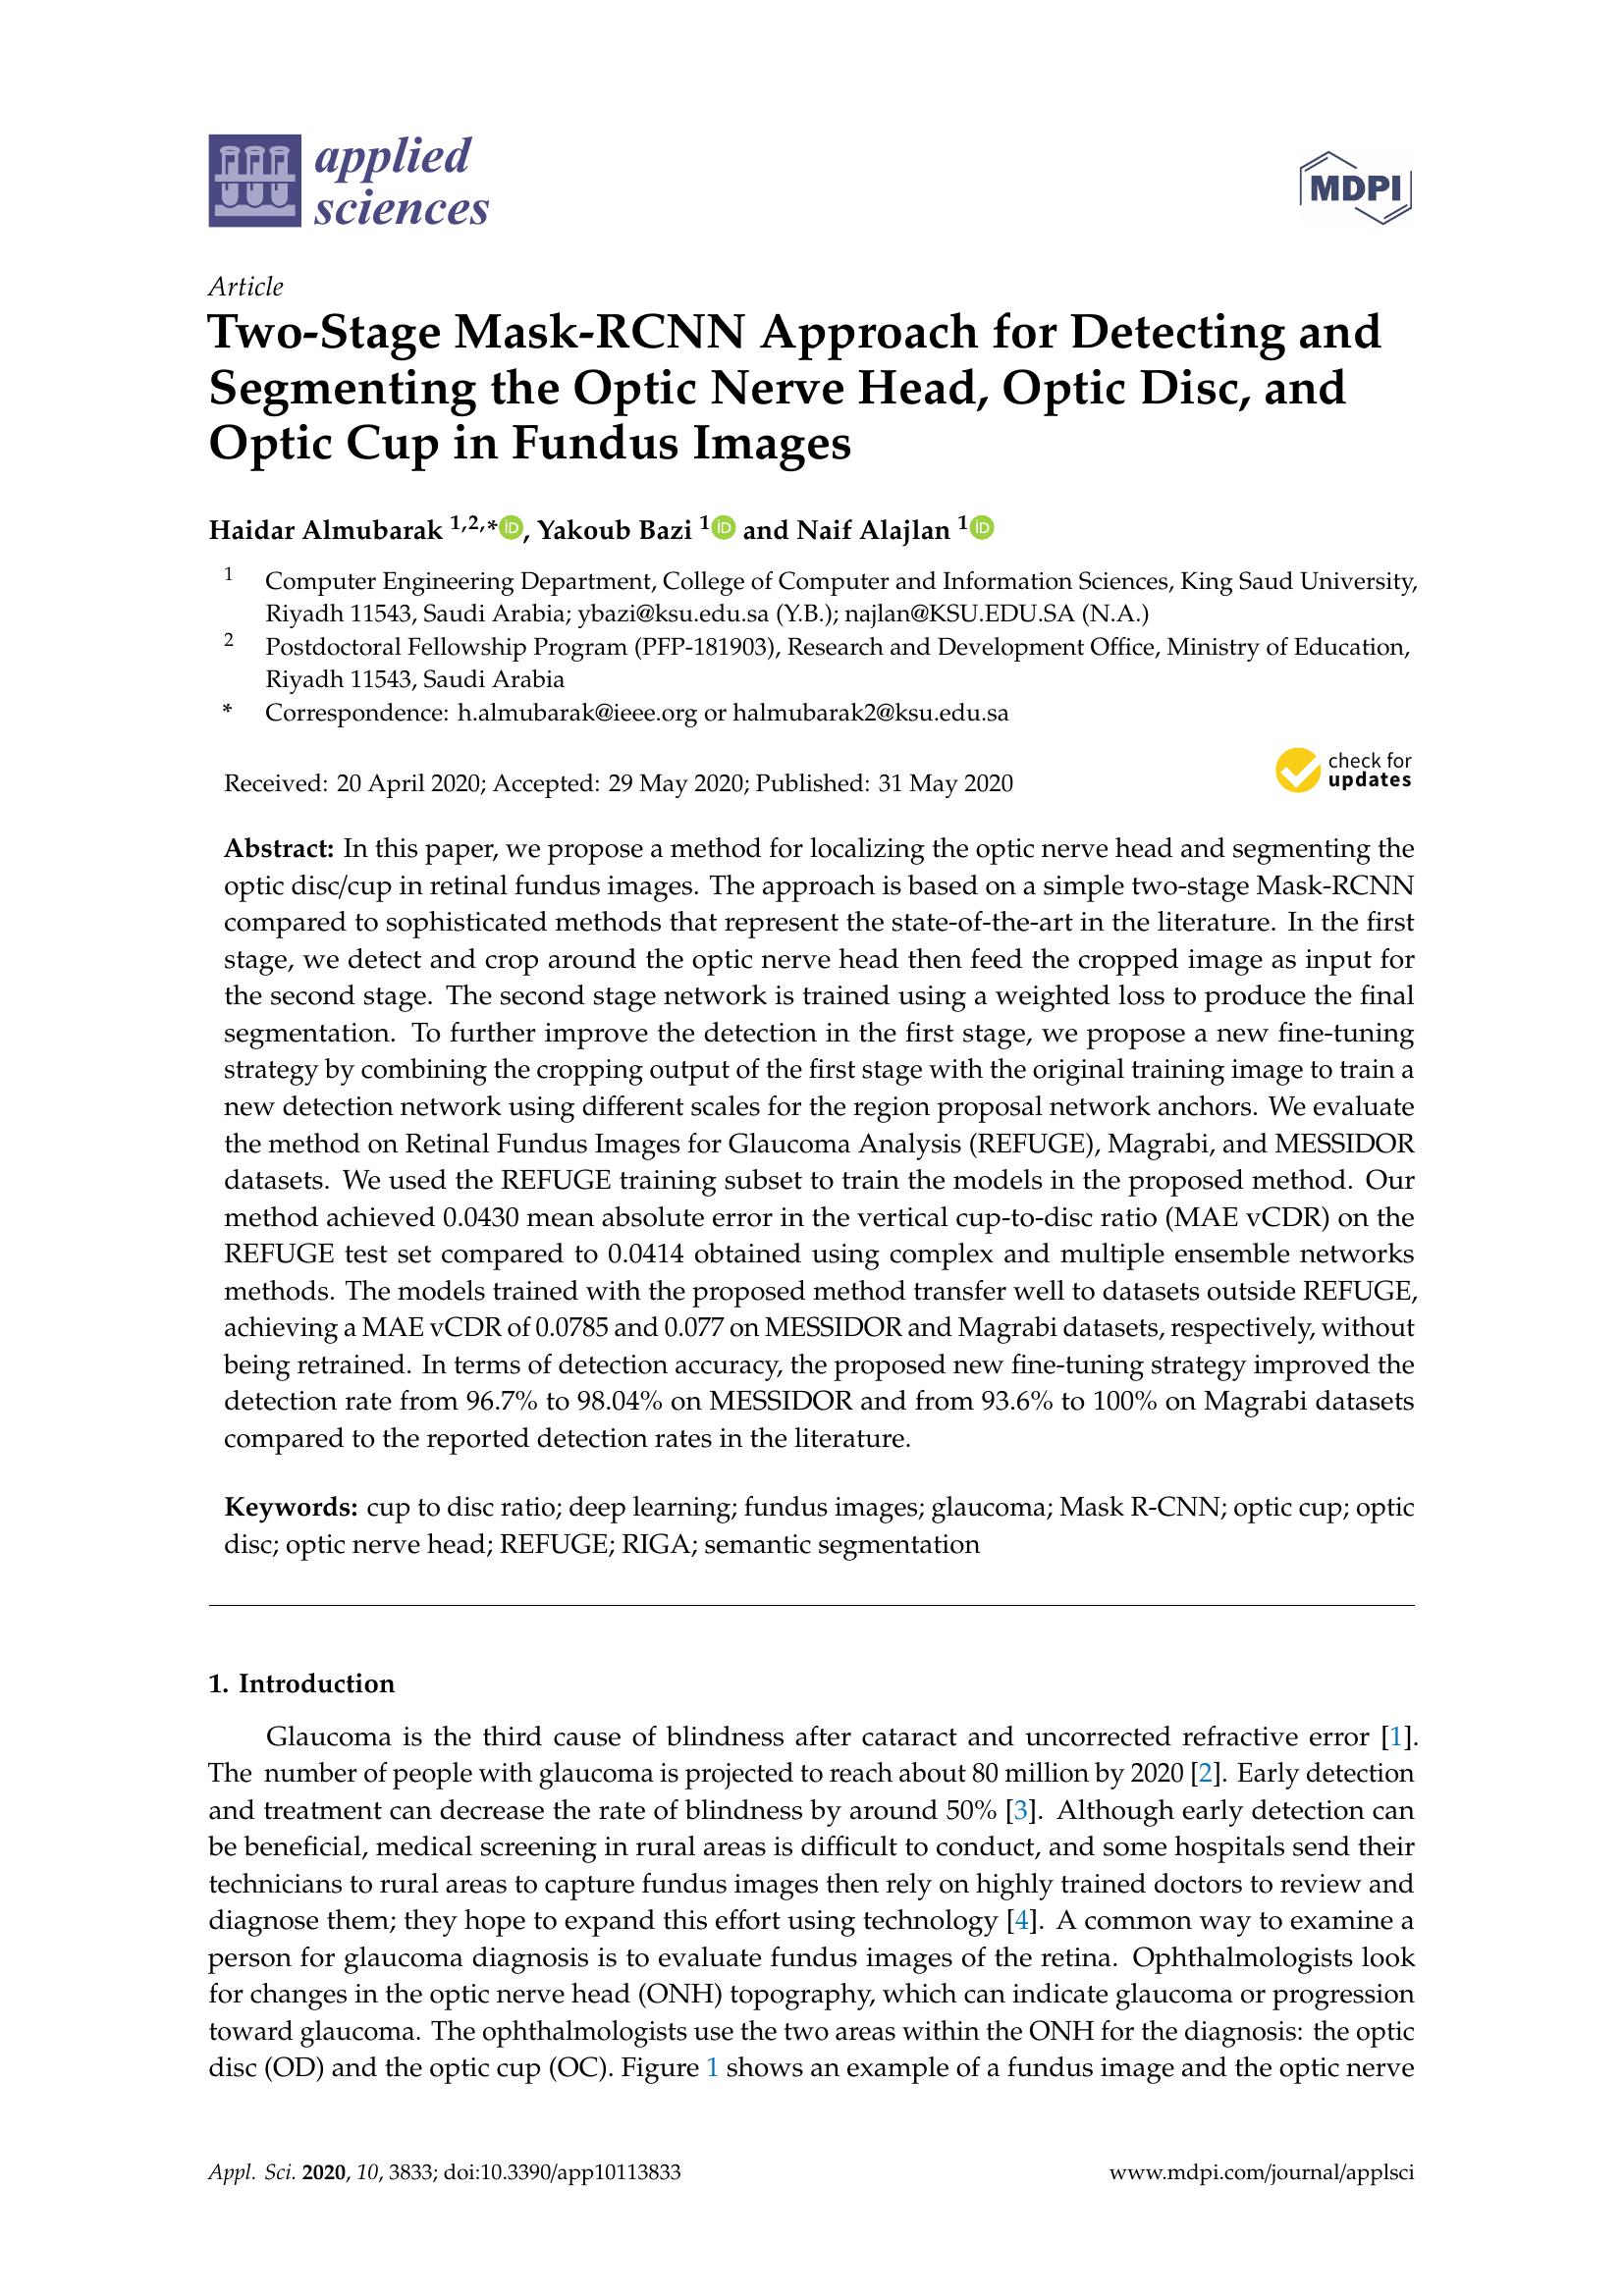 applied
sciences
MDPI
Article
Two-Stage Mask-RCNN Approach for Detecting and
Segmenting the Optic Nerve Head, Optic Disc, and
Optic Cup in Fundus Images
Haidar Almubarak 1,2,* iD, Yakoub Bazi 1 iD and Naif Alajlan 1 iD
1 Computer Engineering Department, College of Computer and Information Sciences, King Saud University,
Riyadh 11543, Saudi Arabia; ybazi@ksu.edu.sa (Y.B.); najlan@KSU.EDU.SA (N.A.)
2 Postdoctoral Fellowship Program (PFP-181903), Research and Development Office, Ministry of Education,
Riyadh 11543, Saudi Arabia
* Correspondence: h.almubarak@ieee.org or halmubarak2@ksu.edu.sa
Received: 20 April 2020; Accepted: 29 May 2020; Published: 31 May 2020
check for
updates
Abstract: In this paper, we propose a method for localizing the optic nerve head and segmenting the
optic disc/cup in retinal fundus images. The approach is based on a simple two-stage Mask-RCNN
compared to sophisticated methods that represent the state-of-the-art in the literature. In the first
stage, we detect and crop around the optic nerve head then feed the cropped image as input for
the second stage. The second stage network is trained using a weighted loss to produce the final
segmentation. To further improve the detection in the first stage, we propose a new fine-tuning
strategy by combining the cropping output of the first stage with the original training image to train a
new detection network using different scales for the region proposal network anchors. We evaluate
the method on Retinal Fundus Images for Glaucoma Analysis (REFUGE), Magrabi, and MESSIDOR
datasets. We used the REFUGE training subset to train the models in the proposed method. Our
method achieved 0.0430 mean absolute error in the vertical cup-to-disc ratio (MAE vCDR) on the
REFUGE test set compared to 0.0414 obtained using complex and multiple ensemble networks
methods. The models trained with the proposed method transfer well to datasets outside REFUGE,
achieving a MAE vCDR of 0.0785 and 0.077 on MESSIDOR and Magrabi datasets, respectively, without
being retrained. In terms of detection accuracy, the proposed new fine-tuning strategy improved the
detection rate from 96.7% to 98.04% on MESSIDOR and from 93.6% to 100% on Magrabi datasets
compared to the reported detection rates in the literature.
Keywords: cup to disc ratio; deep learning; fundus images; glaucoma; Mask R-CNN; optic cup; optic
disc; optic nerve head; REFUGE; RIGA; semantic segmentation
1. Introduction
Glaucoma is the third cause of blindness after cataract and uncorrected refractive error [1].
The number of people with glaucoma is projected to reach about 80 million by 2020 [2]. Early detection
and treatment can decrease the rate of blindness by around 50% [3]. Although early detection can
be beneficial, medical screening in rural areas is difficult to conduct, and some hospitals send their
technicians to rural areas to capture fundus images then rely on highly trained doctors to review and
diagnose them; they hope to expand this effort using technology [4]. A common way to examine a
person for glaucoma diagnosis is to evaluate fundus images of the retina. Ophthalmologists look
for changes in the optic nerve head (ONH) topography, which can indicate glaucoma or progression
toward glaucoma. The ophthalmologists use the two areas within the ONH for the diagnosis: the optic
disc (OD) and the optic cup (OC). Figure 1 shows an example of a fundus image and the optic nerve
Appl. Sci. 2020, 10, 3833; doi:10.3390/app10113833
www.mdpi.com/journal/applsci